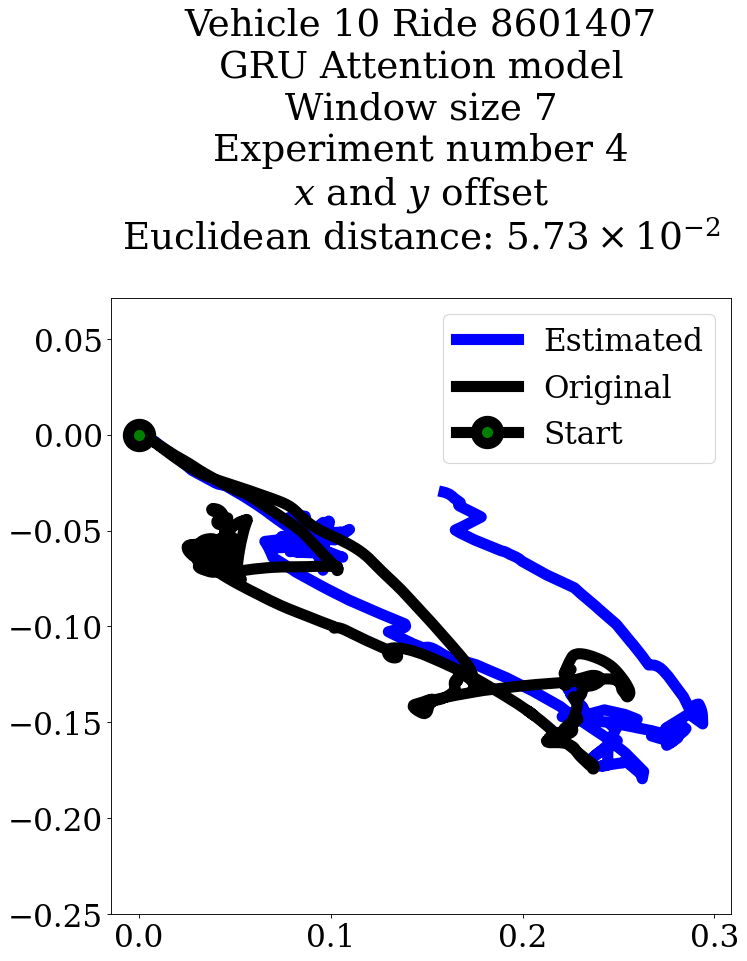 Vehicle 10 Ride 8601407
GRU Attention model
Window size 7
Experiment number 4
x and y offset
Euclidean distance: 5.73 × 10⁻²
Estimated
Original
Start
0.05
0.00
−0.05
−0.10
−0.15
−0.20
−0.25
0.0 0.1 0.2 0.3